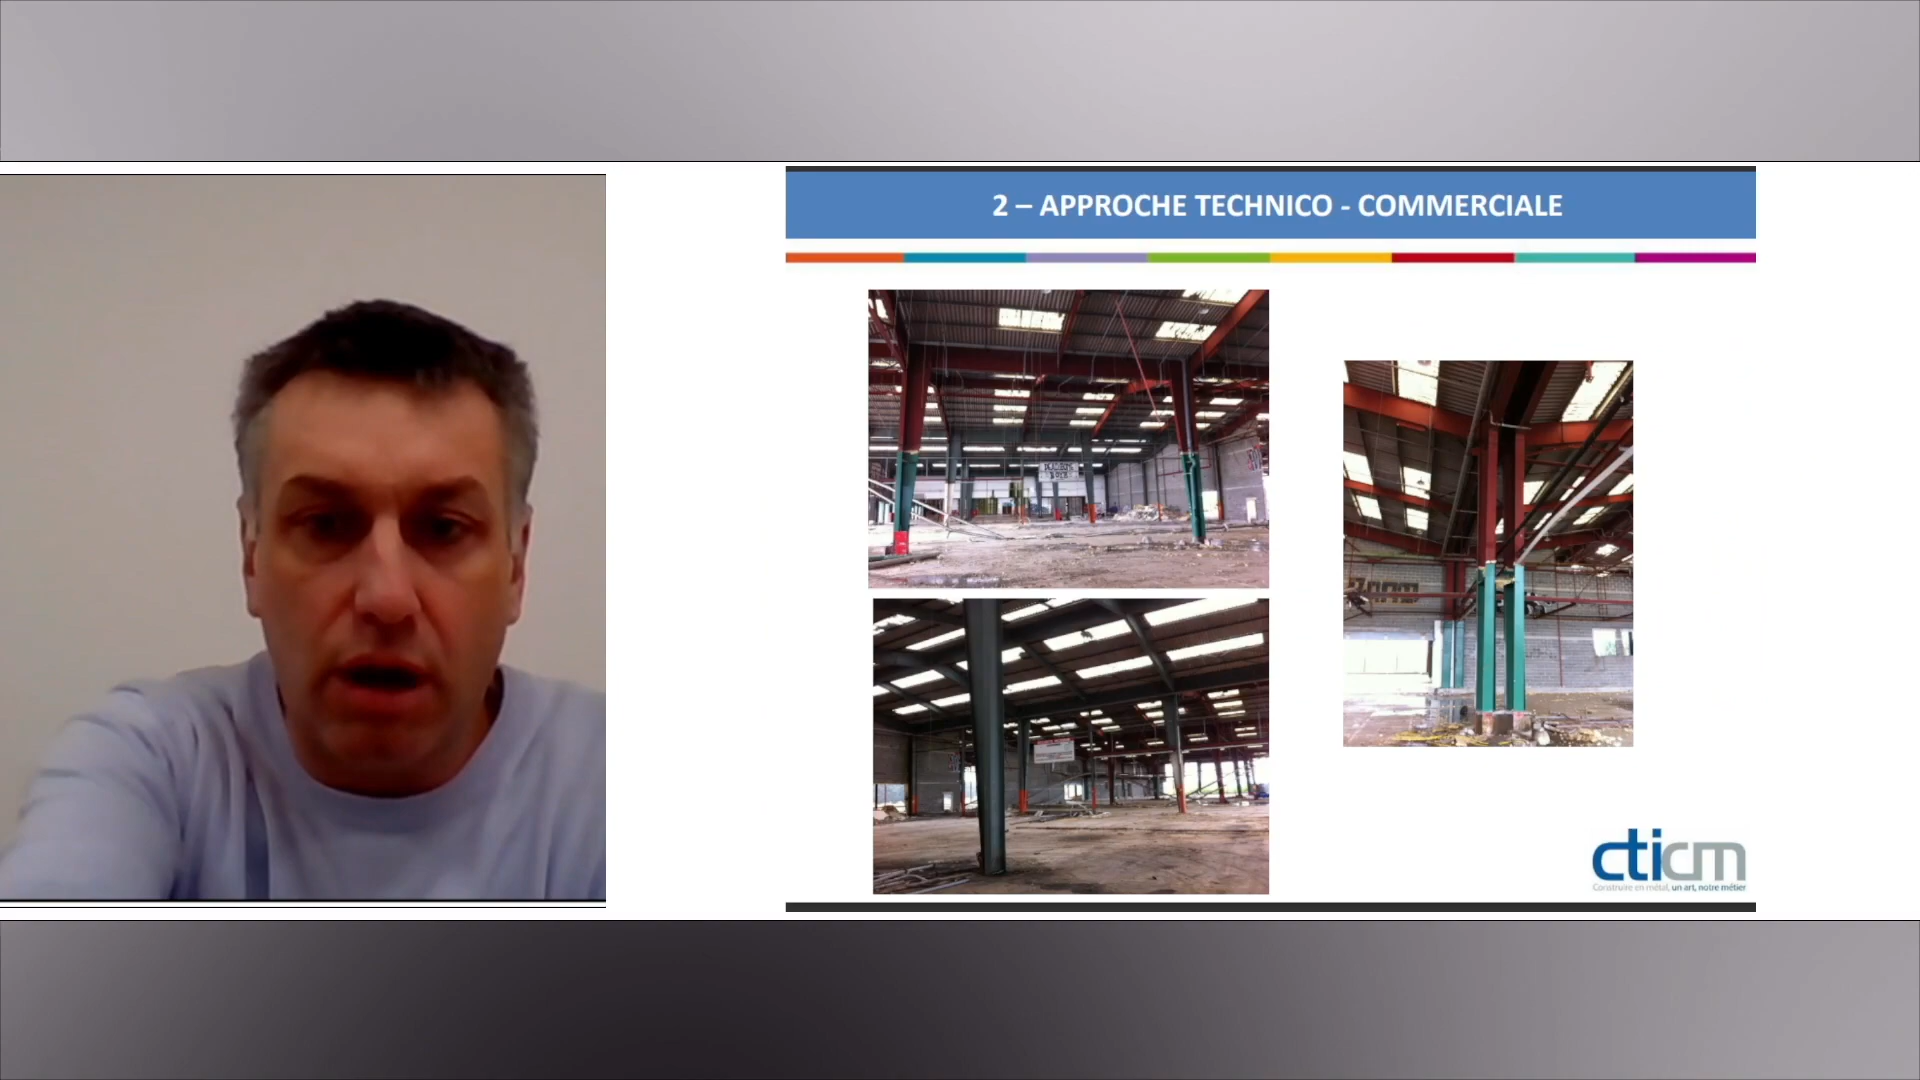 2 – APPROCHE TECHNICO - COMMERCIALE
cticm
Construire en métal, un art, notre métier